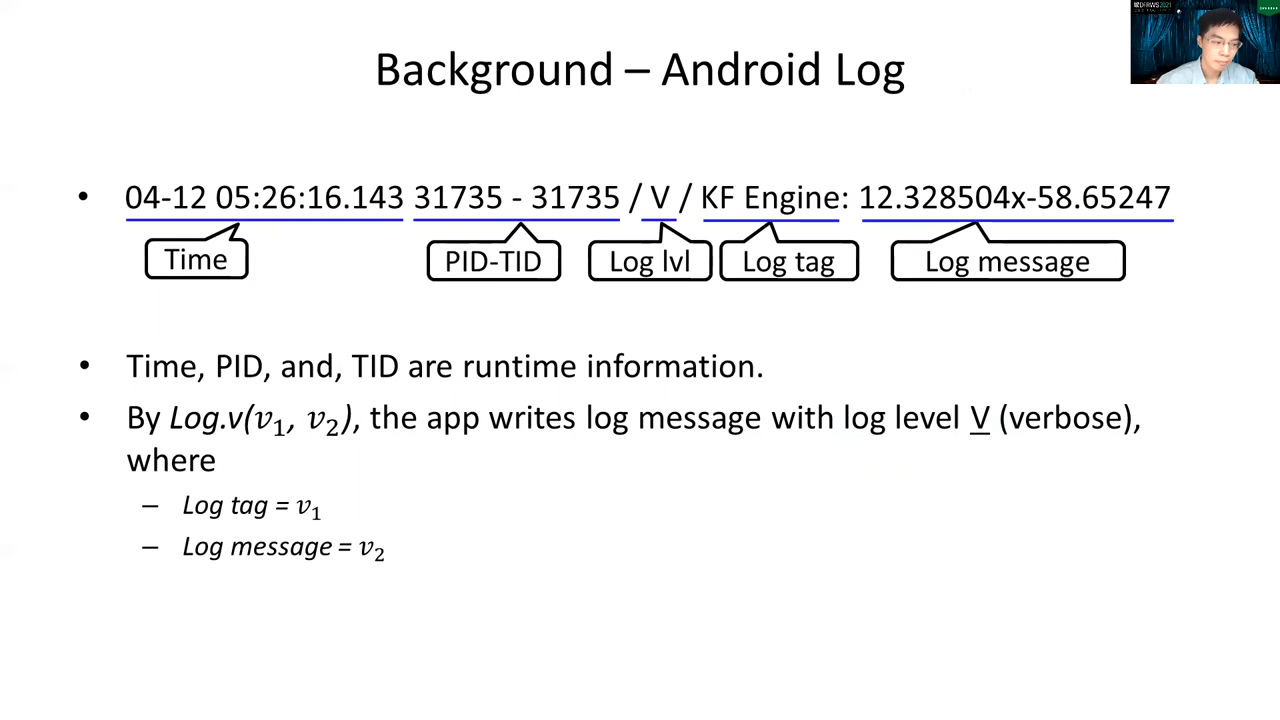 DFRWS2021
Background – Android Log
• 04-12 05:26:16.143 31735 - 31735 / V / KF Engine: 12.328504x-58.65247
Time PID-TID Log lvl Log tag Log message
• Time, PID, and, TID are runtime information.
• By Log.v(v₁, v₂), the app writes log message with log level V (verbose),
where
– Log tag = v₁
– Log message = v₂